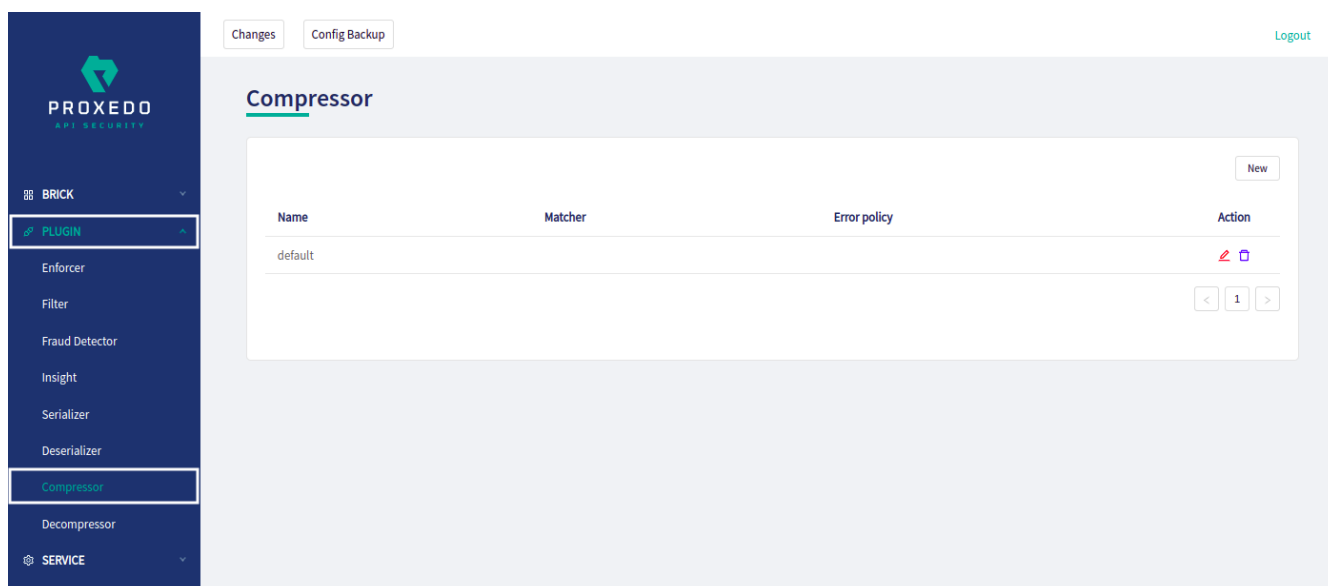 Changes Config Backup Logout
PROXEDO
API SECURITY
BRICK
PLUGIN
Enforcer
Filter
Fraud Detector
Insight
Serializer
Deserializer
Compressor
Decompressor
SERVICE
Compressor
New
Name Matcher Error policy Action
default
< 1 >